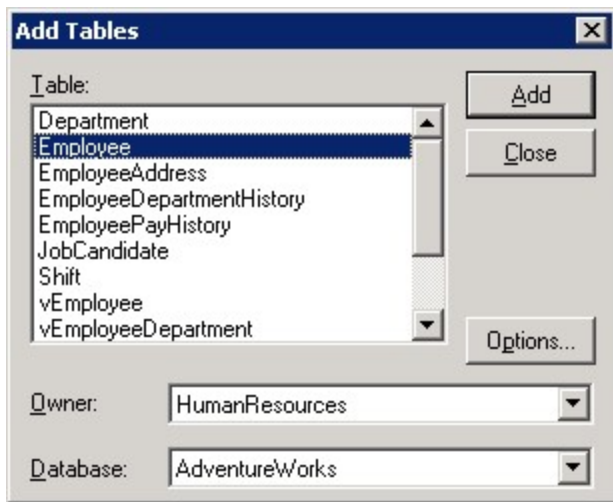 Add Tables
Table:
Department
Employee
EmployeeAddress
EmployeeDepartmentHistory
EmployeePayHistory
JobCandidate
Shift
vEmployee
vEmployeeDepartment
Add
Close
Options...
Owner: HumanResources
Database: AdventureWorks